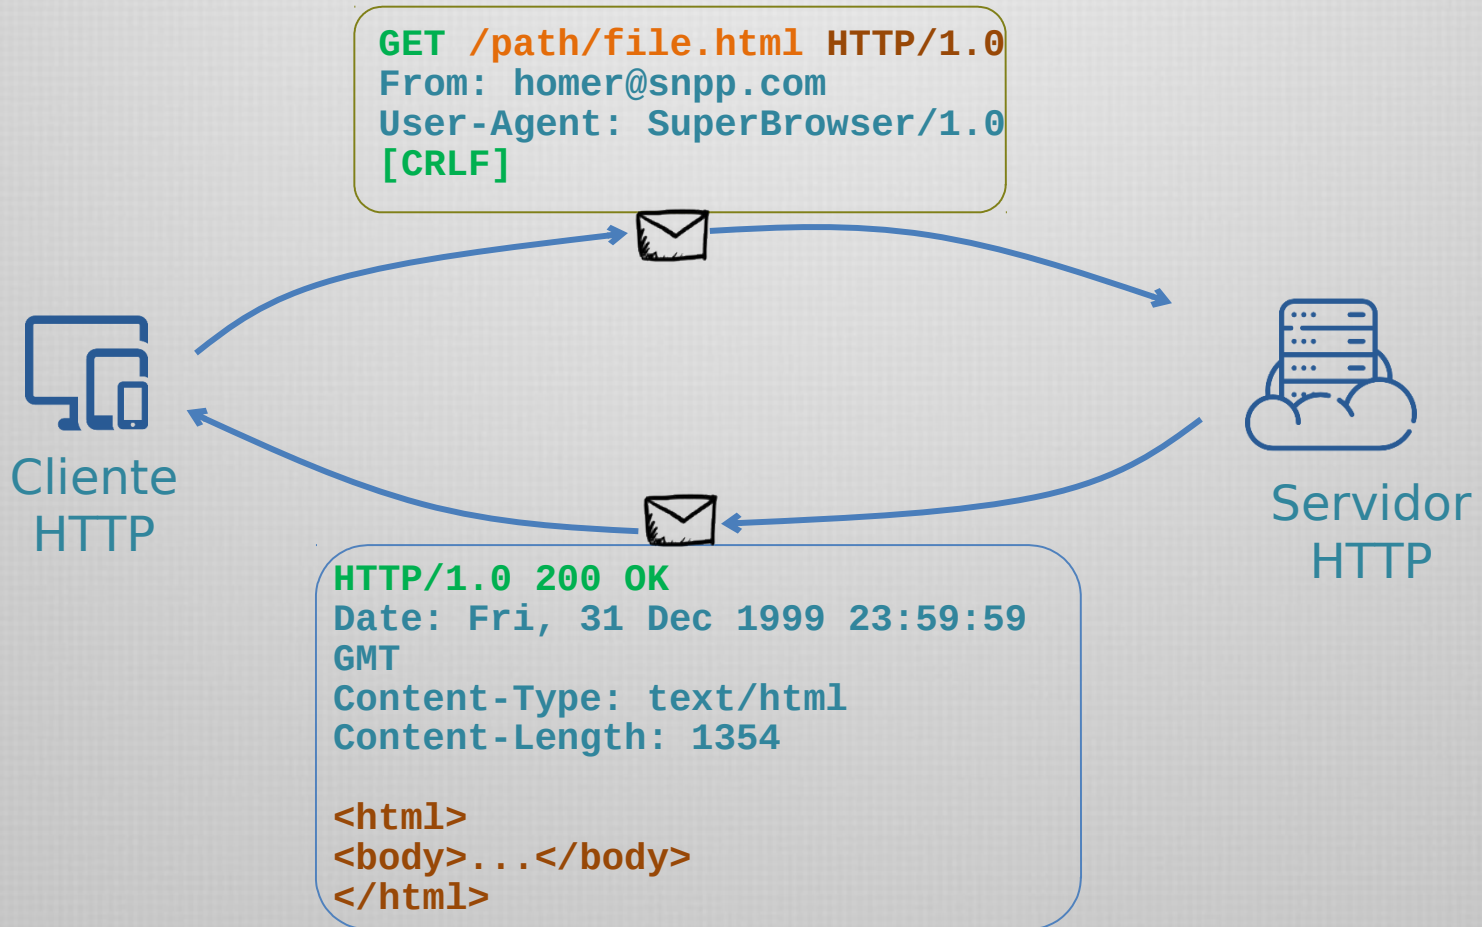 GET /path/file.html HTTP/1.0
From: homer@snpp.com
User-Agent: SuperBrowser/1.0
[CRLF]
Cliente
HTTP
Servidor
HTTP
HTTP/1.0 200 OK
Date: Fri, 31 Dec 1999 23:59:59
GMT
Content-Type: text/html
Content-Length: 1354
<html>
<body>...</body>
</html>